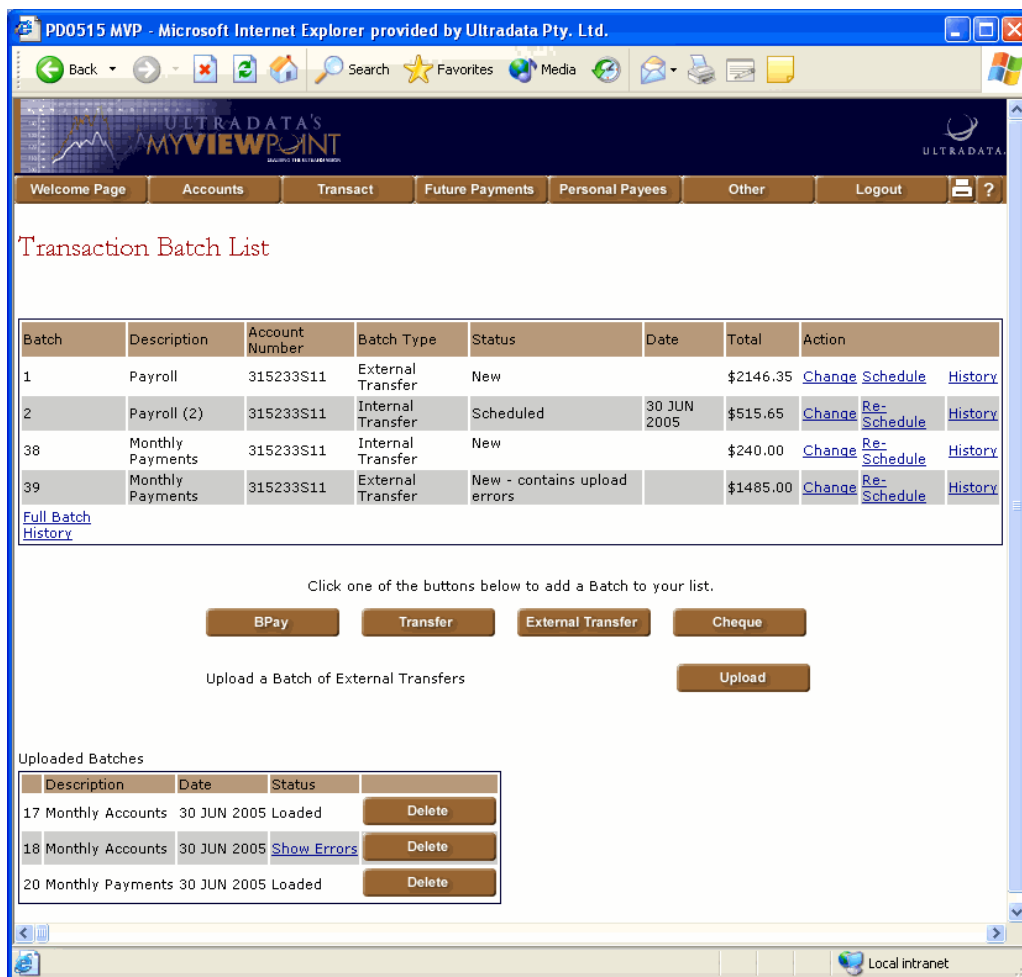 PD0515 MVP - Microsoft Internet Explorer provided by Ultradata Pty. Ltd.
Back Search Favorites Media
ULTRADATA'S
MYVIEWPOINT
ULTRADATA.
Welcome Page Accounts Transact Future Payments Personal Payees Other Logout ?
Transaction Batch List
Batch Description Account Number Batch Type Status Date Total Action
1 Payroll 315233S11 External Transfer New $2146.35 Change Schedule History
2 Payroll (2) 315233S11 Internal Transfer Scheduled 30 JUN 2005 $515.65 Change Re-Schedule History
38 Monthly Payments 315233S11 Internal Transfer New $240.00 Change Re-Schedule History
39 Monthly Payments 315233S11 External Transfer New - contains upload errors $1485.00 Change Re-Schedule History
Full Batch
History
Click one of the buttons below to add a Batch to your list.
BPay Transfer External Transfer Cheque
Upload a Batch of External Transfers Upload
Uploaded Batches
Description Date Status
17 Monthly Accounts 30 JUN 2005 Loaded Delete
18 Monthly Accounts 30 JUN 2005 Show Errors Delete
20 Monthly Payments 30 JUN 2005 Loaded Delete
Local intranet